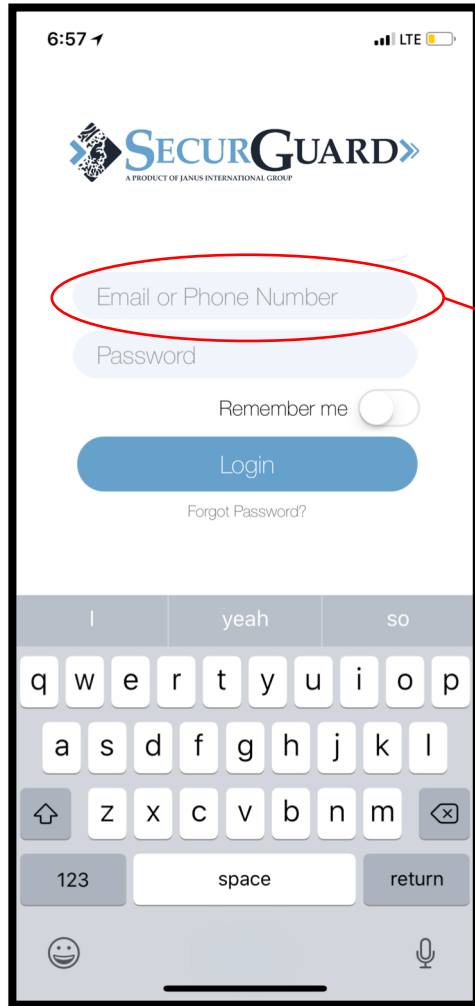 6:57 LTE
SECURGUARD
A PRODUCT OF JANUS INTERNATIONAL GROUP
Email or Phone Number
Password
Remember me
Login
Forgot Password?
I yeah so
q w e r t y u i o p
a s d f g h j k l
z x c v b n m
123 space return